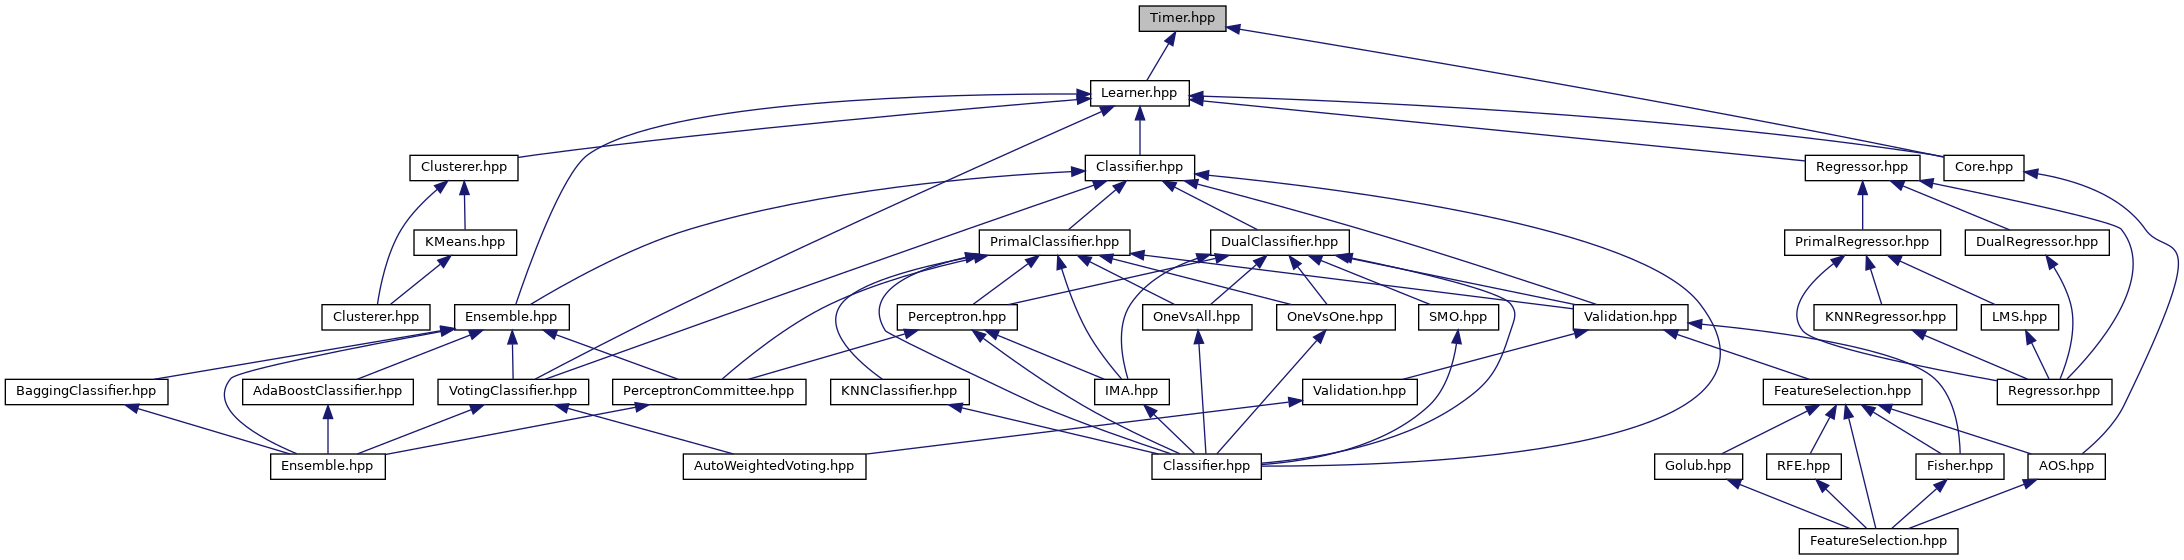 Timer.hpp
Learner.hpp
Clusterer.hpp
Classifier.hpp
Regressor.hpp
Core.hpp
KMeans.hpp
PrimalClassifier.hpp
DualClassifier.hpp
PrimalRegressor.hpp
DualRegressor.hpp
Clusterer.hpp
Ensemble.hpp
Perceptron.hpp
OneVsAll.hpp
OneVsOne.hpp
SMO.hpp
Validation.hpp
KNNRegressor.hpp
LMS.hpp
BaggingClassifier.hpp
AdaBoostClassifier.hpp
VotingClassifier.hpp
PerceptronCommittee.hpp
KNNClassifier.hpp
IMA.hpp
Validation.hpp
FeatureSelection.hpp
Regressor.hpp
Ensemble.hpp
AutoWeightedVoting.hpp
Classifier.hpp
Golub.hpp
RFE.hpp
Fisher.hpp
AOS.hpp
FeatureSelection.hpp